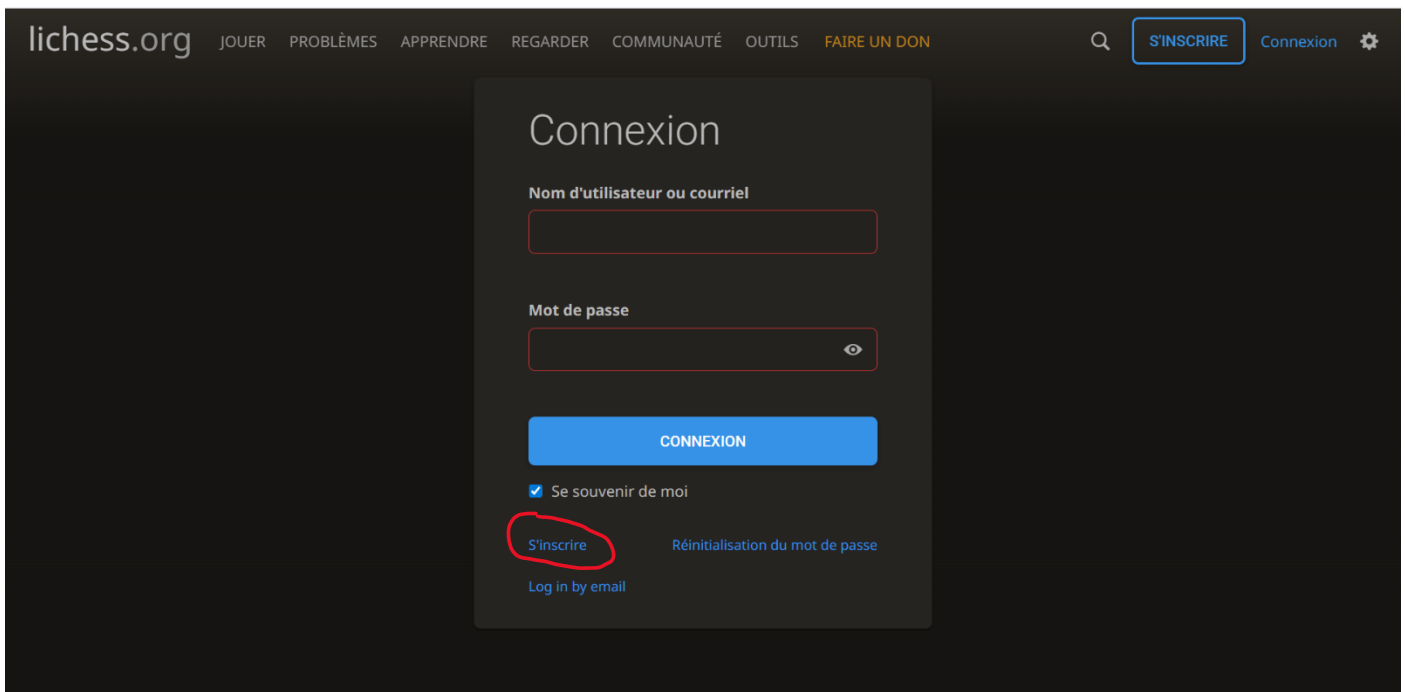 lichess.org JOUER PROBLÈMES APPRENDRE REGARDER COMMUNAUTÉ OUTILS FAIRE UN DON S'INSCRIRE Connexion
Connexion
Nom d'utilisateur ou courriel
Mot de passe
CONNEXION
Se souvenir de moi
S'inscrire Réinitialisation du mot de passe
Log in by email